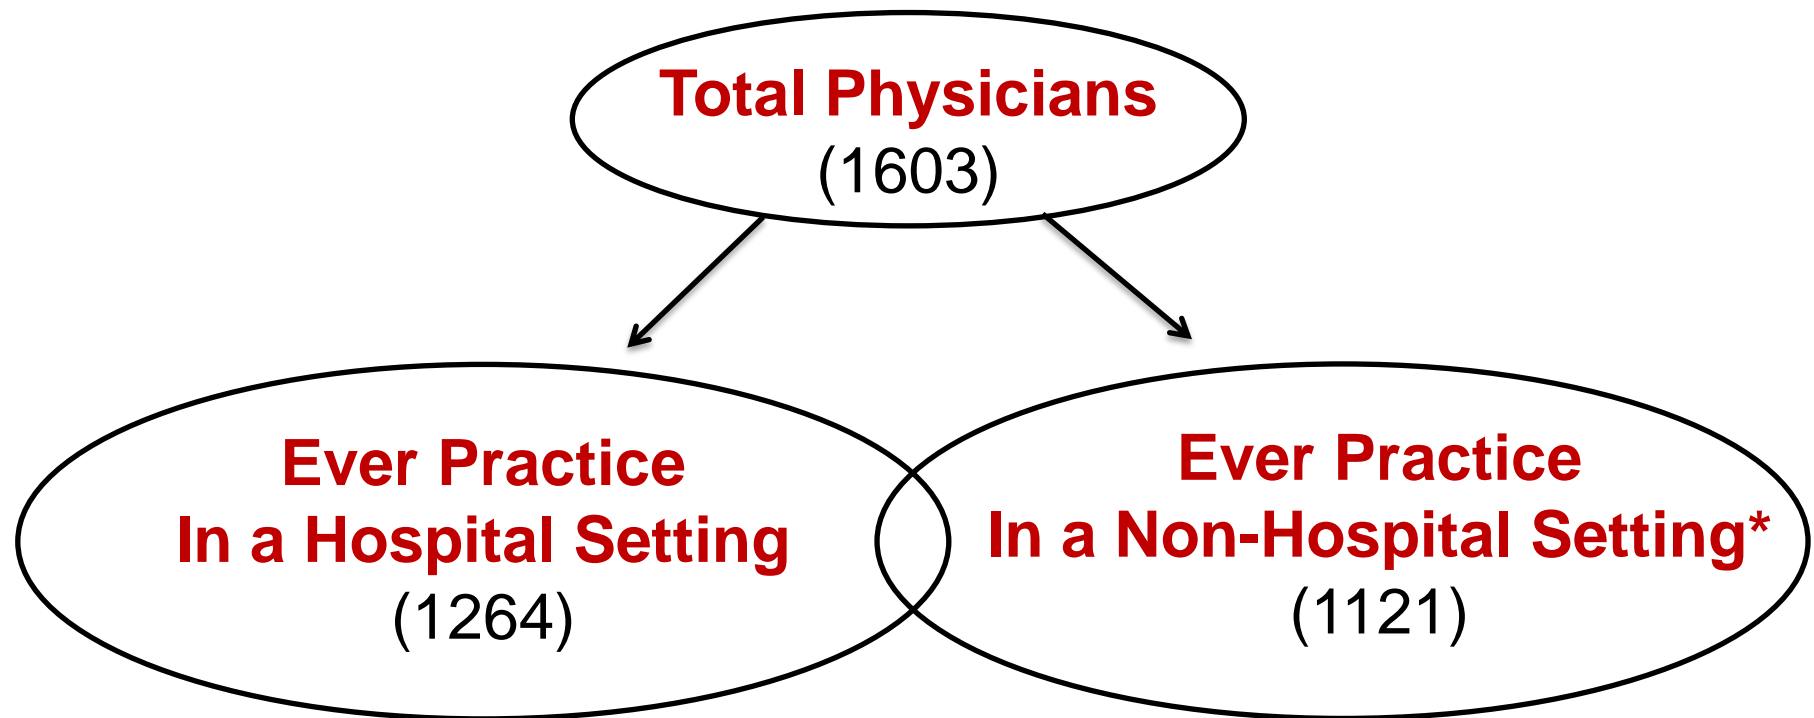 Total Physicians
(1603)
Ever Practice
In a Hospital Setting
(1264)
Ever Practice
In a Non-Hospital Setting*
(1121)